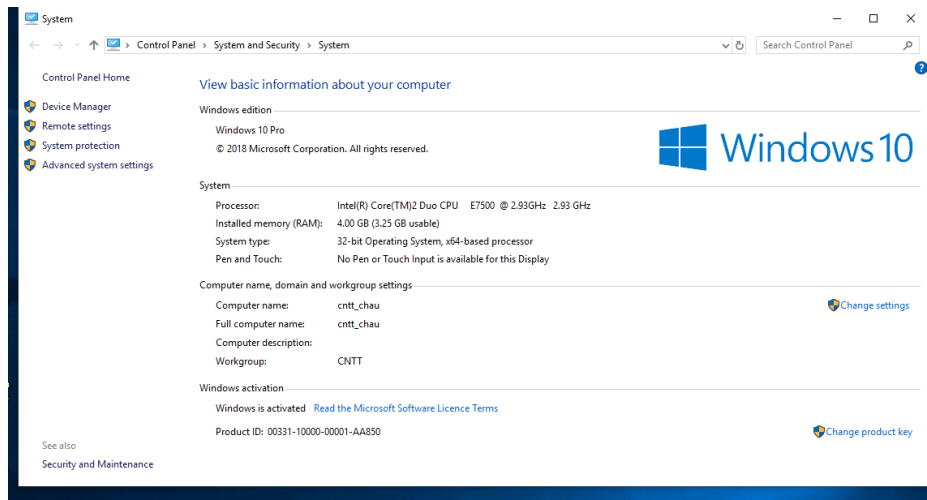 System
Control Panel > System and Security > System
Search Control Panel
?
Control Panel Home
Device Manager
Remote settings
System protection
Advanced system settings
See also
Security and Maintenance
View basic information about your computer
Windows edition
Windows 10 Pro
© 2018 Microsoft Corporation. All rights reserved.
Windows 10
System
Processor: Intel(R) Core(TM)2 Duo CPU E7500 @ 2.93GHz 2.93 GHz
Installed memory (RAM): 4.00 GB (3.25 GB usable)
System type: 32-bit Operating System, x64-based processor
Pen and Touch: No Pen or Touch Input is available for this Display
Computer name, domain and workgroup settings
Computer name: cntt_chau
Change settings
Full computer name: cntt_chau
Computer description:
Workgroup: CNTT
Windows activation
Windows is activated Read the Microsoft Software Licence Terms
Product ID: 00331-10000-00001-AA850
Change product key